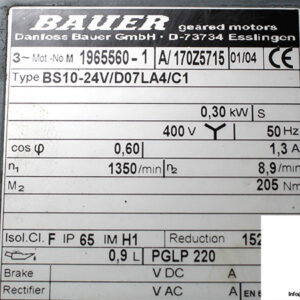 BAUER geared motors
Danfoss Bauer GmbH · D-73734 Esslingen
3~ Mot.-No M 1965560-1 A/170Z5715 01/04
Type BS10-24V/D07LA4/C1
0,30 kW S
400 V Y 50 Hz
cos φ 0,60 1,3 A
n1 1350/min n2 8,9/min
M2 205 Nm
Isol.Cl. F IP 65 IM H1 Reduction 152
0,9 L PGLP 220
Brake V DC A
V AC A EN 6